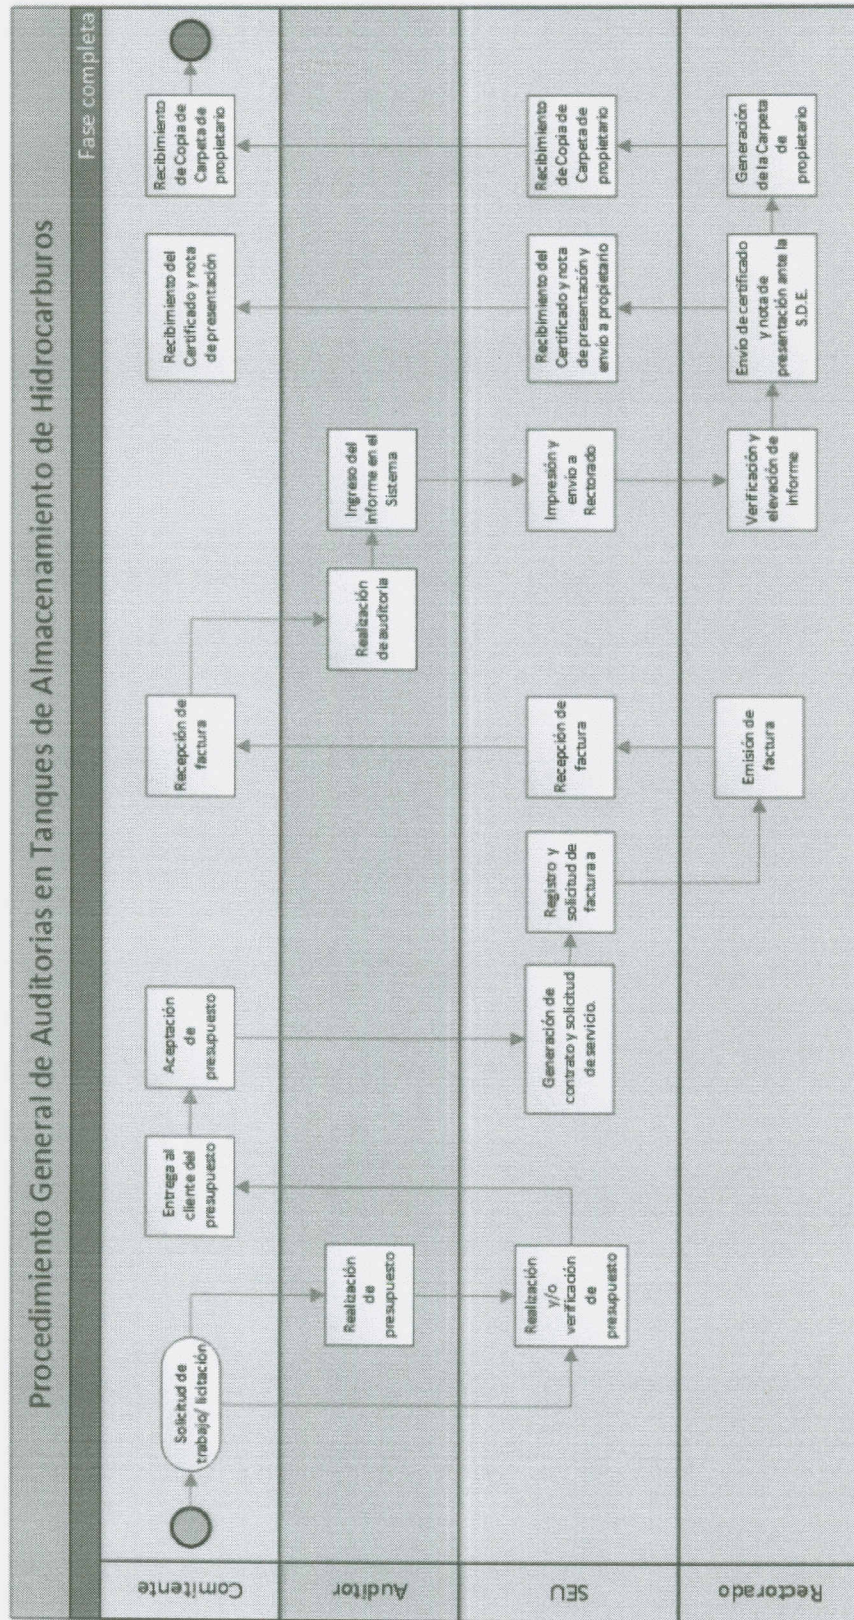 Procedimiento General de Auditorias en Tanques de Almacenamiento de Hidrocarburos
Fase completa
Comitente
Solicitud de
trabajo/ licitación
Entrega al
cliente del
presupuesto
Aceptación
de
presupuesto
Recepción de
factura
Recibimiento del
Certificado y nota
de presentación
Recibimiento
de Copia de
Carpeta de
propietario
Auditor
Realización
de
presupuesto
Realización
de auditoria
Ingreso del
informe en el
Sistema
SEU
Realización
y/o
verificación
de
presupuesto
Generación de
contrato y solicitud
de servicio.
Registro y
solicitud de
factura a
Recepción de
factura
Impresión y
envio a
Rectorado
Recibimiento del
Certificado y nota
de presentación y
envío a propietario
Recibimiento
de Copia de
Carpeta de
propietario
Rectorado
Emisión de
factura
Verificación y
elevación de
informe
Envío de certificado
y nota de
presentación ante la
S.D.E.
Generación
de la Carpeta
de
propietario